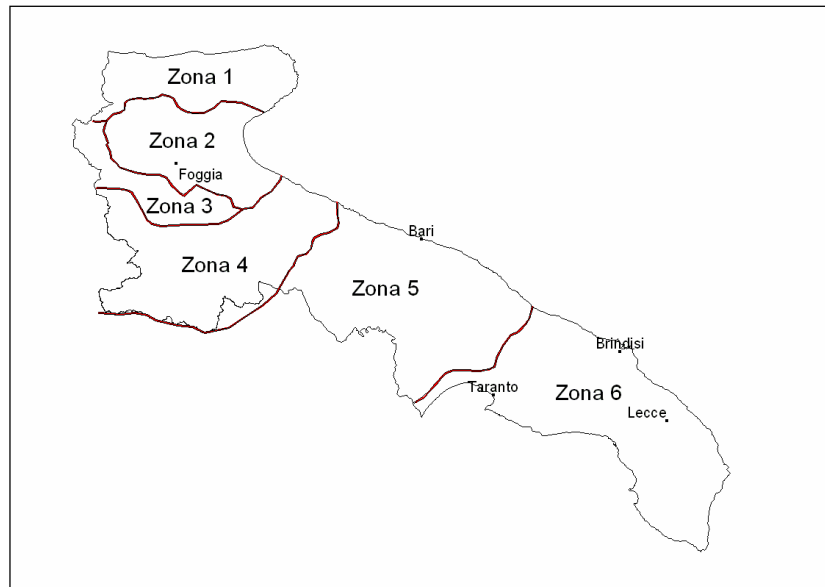 Zona 1
Zona 2
Foggia
Zona 3
Bari
Zona 4
Zona 5
Brindisi
Taranto
Zona 6
Lecce